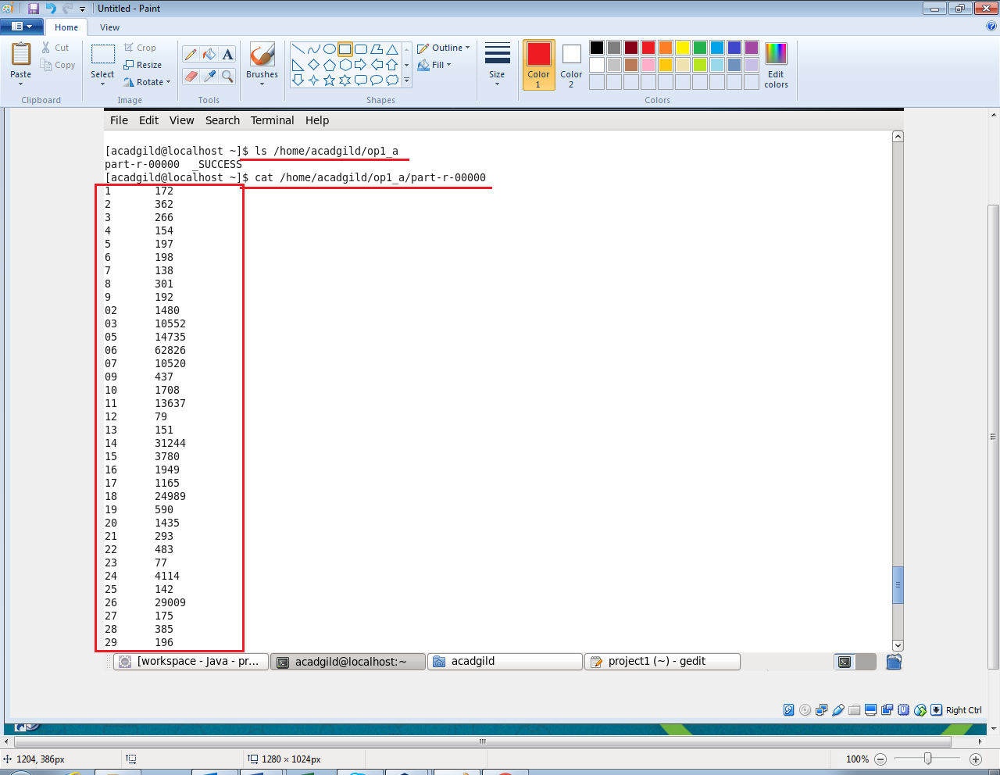 Untitled - Paint
Home View
Paste Cut Copy Clipboard
Select Crop Resize Rotate Image
Tools
Brushes
Outline Fill Shapes
Size
Color 1 Color 2 Edit colors Colors
File Edit View Search Terminal Help
[acadgild@localhost ~]$ ls /home/acadgild/op1_a
part-r-00000 _SUCCESS
[acadgild@localhost ~]$ cat /home/acadgild/op1_a/part-r-00000
1 172
2 362
3 266
4 154
5 197
6 198
7 138
8 301
9 192
02 1480
03 10552
05 14735
06 62826
07 10520
09 437
10 1708
11 13637
12 79
13 151
14 31244
15 3780
16 1949
17 1165
18 24989
19 590
20 1435
21 293
22 483
23 77
24 4114
25 142
26 29009
27 175
28 385
29 196
[workspace - Java - pr... acadgild@localhost:~ acadgild project1 (~) - gedit
Right Ctrl
1204, 386px 1280 × 1024px 100%